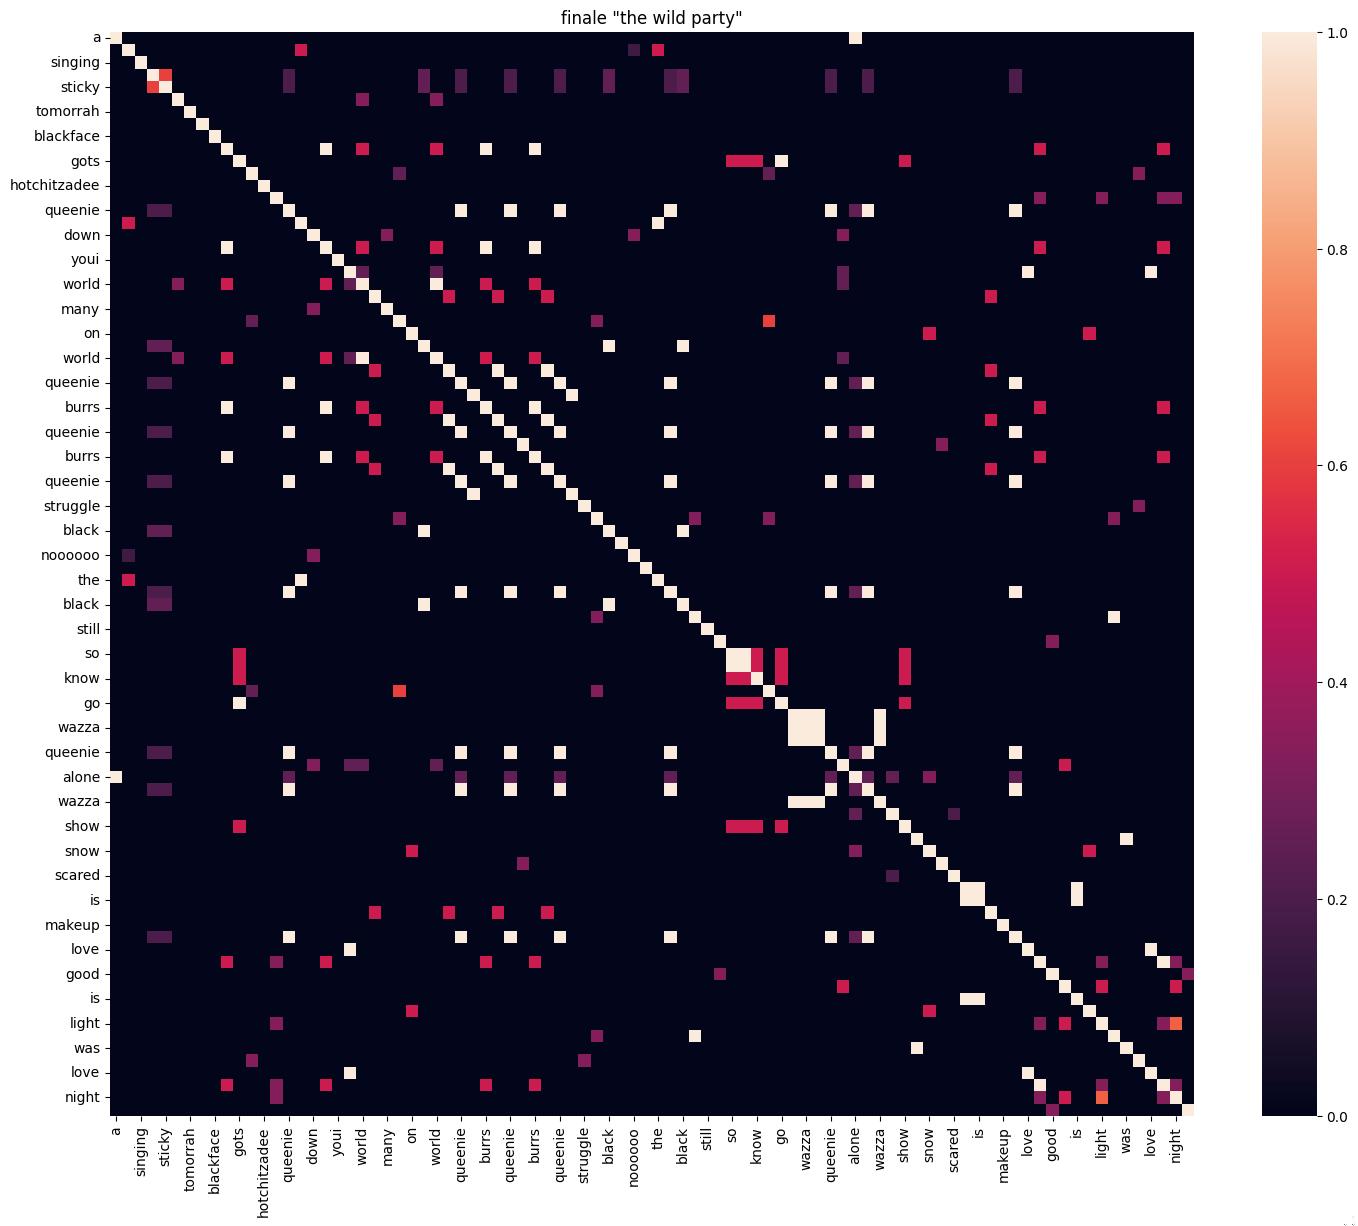 finale "the wild party"
a
singing
sticky
tomorrah
blackface
gots
hotchitzadee
queenie
down
youi
world
many
on
world
queenie
burrs
queenie
burrs
queenie
struggle
black
noooooo
the
black
still
so
know
go
wazza
queenie
alone
wazza
show
snow
scared
is
makeup
love
good
is
light
was
love
night
a
singing
sticky
tomorrah
blackface
gots
hotchitzadee
queenie
down
youi
world
many
on
world
queenie
burrs
queenie
burrs
queenie
struggle
black
noooooo
the
black
still
so
know
go
wazza
queenie
alone
wazza
show
snow
scared
is
makeup
love
good
is
light
was
love
night
1.0
0.8
0.6
0.4
0.2
0.0